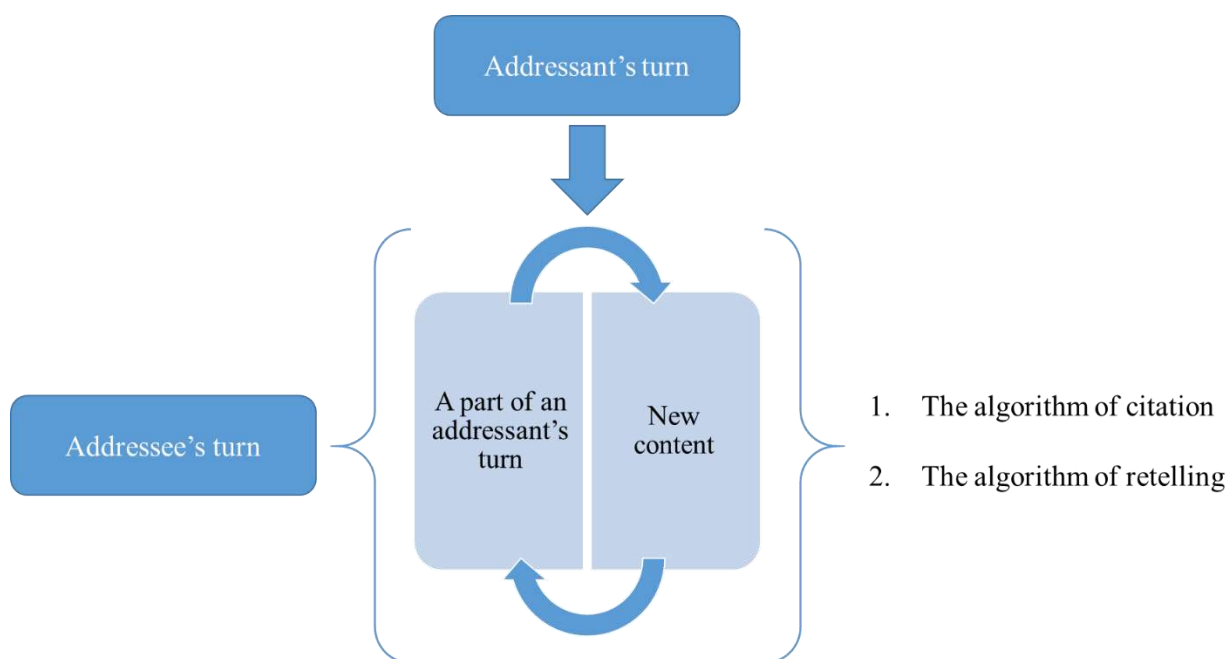 Addressant’s turn
Addressee’s turn
A part of an
addressant’s
turn
New
content
1. The algorithm of citation
2. The algorithm of retelling